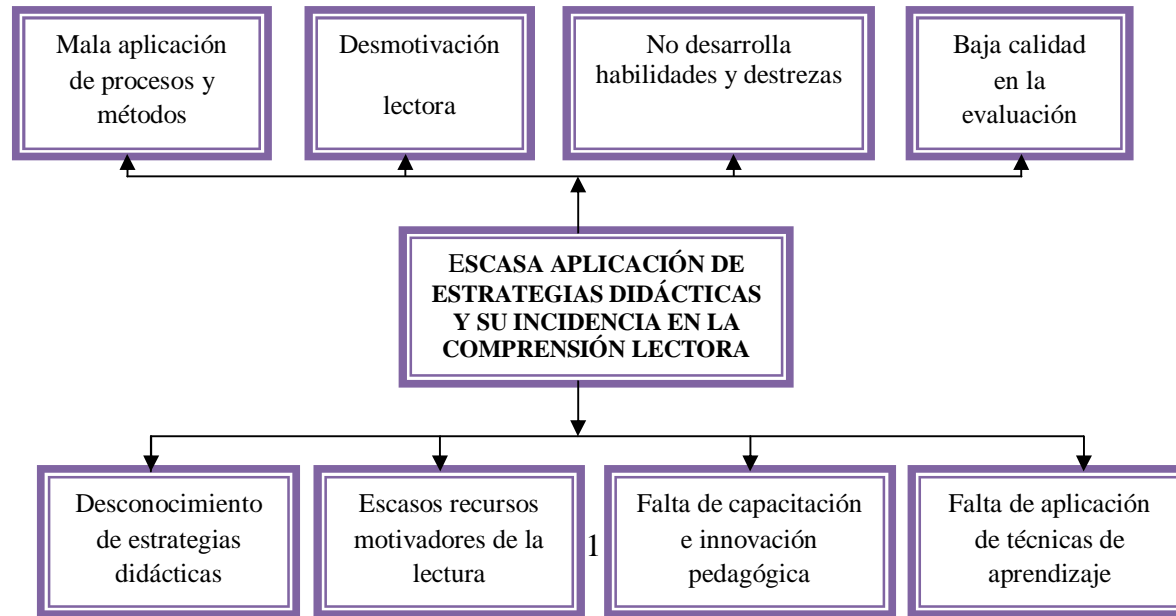 Mala aplicación
de procesos y
métodos
Desmotivación
lectora
No desarrolla
habilidades y destrezas
Baja calidad
en la
evaluación
ESCASA APLICACIÓN DE
ESTRATEGIAS DIDÁCTICAS
Y SU INCIDENCIA EN LA
COMPRENSIÓN LECTORA
Desconocimiento
de estrategias
didácticas
Escasos recursos
motivadores de la
lectura
1
Falta de capacitación
e innovación
pedagógica
Falta de aplicación
de técnicas de
aprendizaje